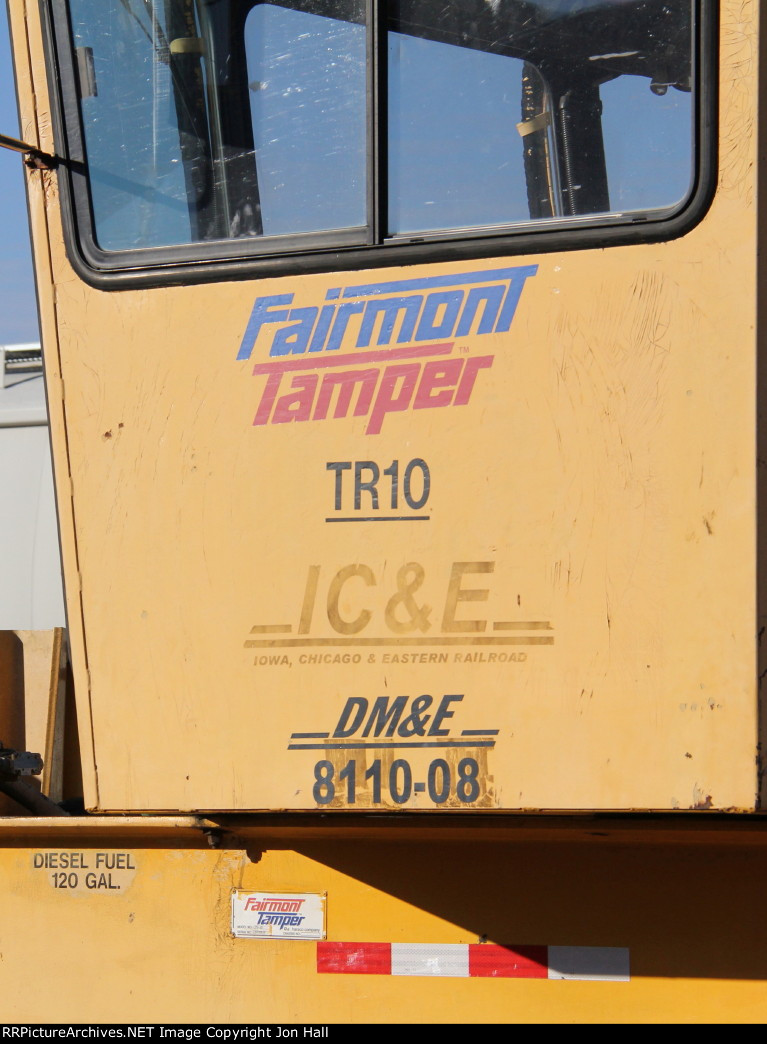 Fairmont
Tamper™
TR10
IC&E
IOWA, CHICAGO & EASTERN RAILROAD
DM&E
8110-08
DIESEL FUEL
120 GAL.
Fairmont
Tamper
RRPictureArchives.NET Image Copyright Jon Hall